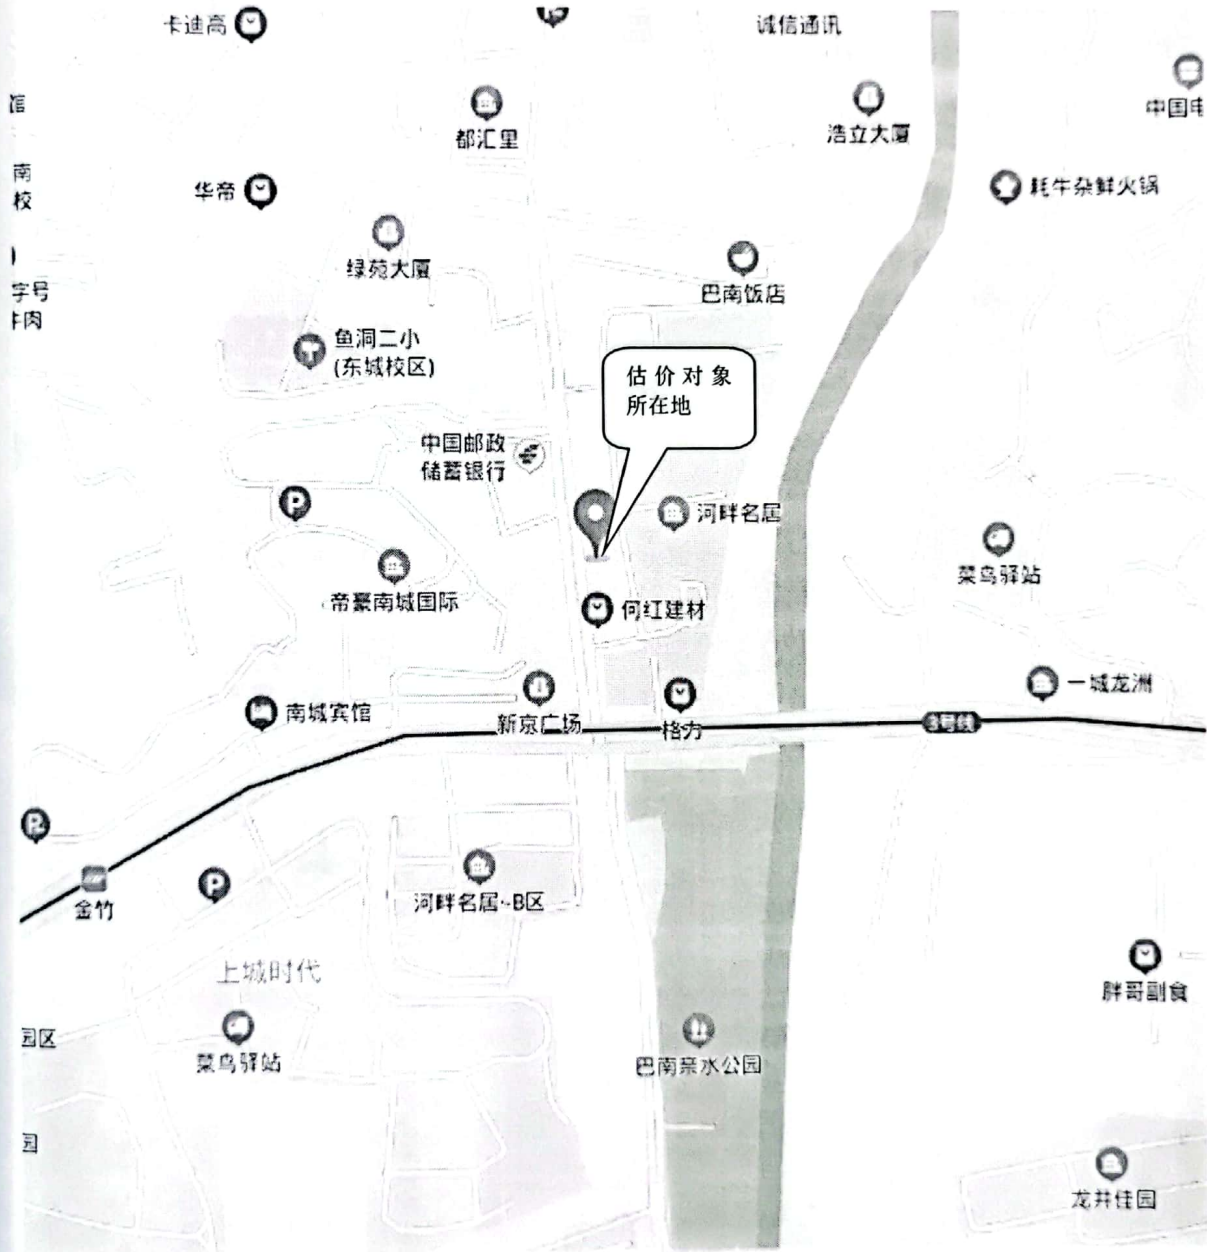 卡迪高
诚信通讯
都汇里
浩立大厦
中国电
信
南
校
华帝
耗牛杂鲜火锅
绿苑大厦
巴南饭店
字号
牛肉
鱼洞二小
(东城校区)
估价对象
所在地
中国邮政
储蓄银行
P
河畔名居
帝豪南城国际
菜鸟驿站
何红建材
南城宾馆
新京广场
格力
3号线
一城龙洲
P
金竹
P
河畔名居-B区
上城时代
胖哥副食
园区
菜鸟驿站
巴南亲水公园
园
龙井佳园